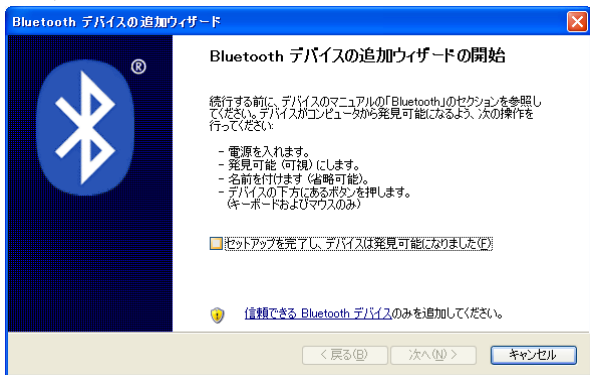 Bluetooth デバイスの追加ウィザード
®
Bluetooth デバイスの追加ウィザードの開始
続行する前に、デバイスのマニュアルの「Bluetooth」のセクションを参照し
てください。デバイスがコンピュータから発見可能になるよう、次の操作を
行ってください:
- 電源を入れます。
- 発見可能 (可視) にします。
- 名前を付けます (省略可能)。
- デバイスの下方にあるボタンを押します。
(キーボードおよびマウスのみ)
セットアップを完了し、デバイスは発見可能になりました(F)
信頼できる Bluetooth デバイスのみを追加してください。
< 戻る(B)
次へ(N) >
キャンセル